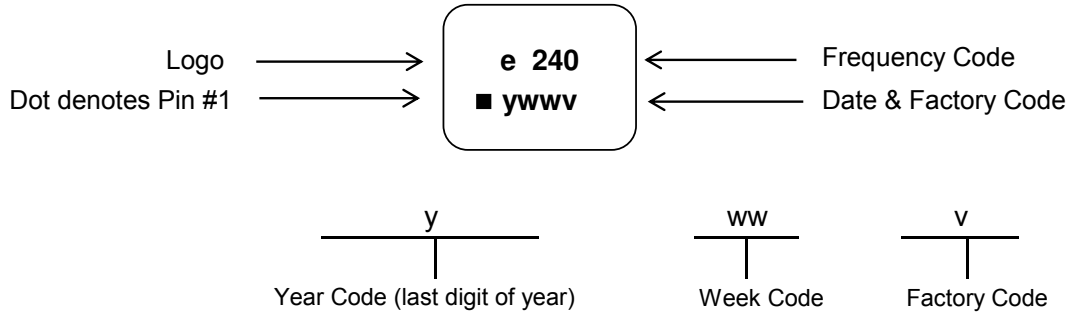 Logo e 240 Frequency Code
Dot denotes Pin #1 ■ ywwv Date & Factory Code
y ww v
Year Code (last digit of year) Week Code Factory Code